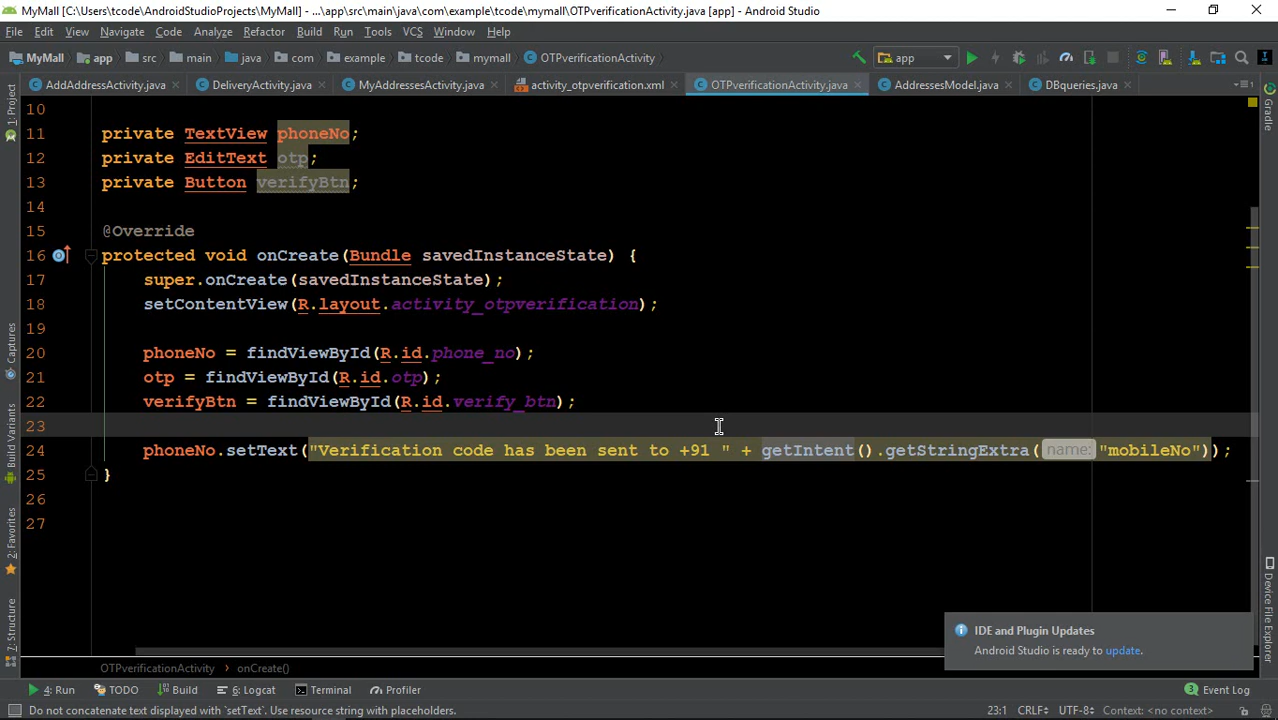 MyMall [C:\Users\tcode\AndroidStudioProjects\MyMall] - ...\app\src\main\java\com\example\tcode\mymall\OTPverificationActivity.java [app] - Android Studio
File Edit View Navigate Code Analyze Refactor Build Run Tools VCS Window Help
MyMall app src main java com example tcode mymall OTPverificationActivity app
AddAddressActivity.java DeliveryActivity.java MyAddressesActivity.java activity_otpverification.xml OTPverificationActivity.java AddressesModel.java DBqueries.java
1: Project
Captures
Build Variants
2: Favorites
7: Structure
10
11 private TextView phoneNo;
12 private EditText otp;
13 private Button verifyBtn;
14
15 @Override
16 protected void onCreate(Bundle savedInstanceState) {
17 super.onCreate(savedInstanceState);
18 setContentView(R.layout.activity_otpverification);
19
20 phoneNo = findViewById(R.id.phone_no);
21 otp = findViewById(R.id.otp);
22 verifyBtn = findViewById(R.id.verify_btn);
23
24 phoneNo.setText("Verification code has been sent to +91 " + getIntent().getStringExtra( name: "mobileNo"));
25 }
26
27
Gradle
Device File Explorer
IDE and Plugin Updates
Android Studio is ready to update.
OTPverificationActivity › onCreate()
4: Run TODO Build 6: Logcat Terminal Profiler 3 Event Log
Do not concatenate text displayed with `setText`. Use resource string with placeholders. 23:1 CRLF UTF-8 Context: <no context>